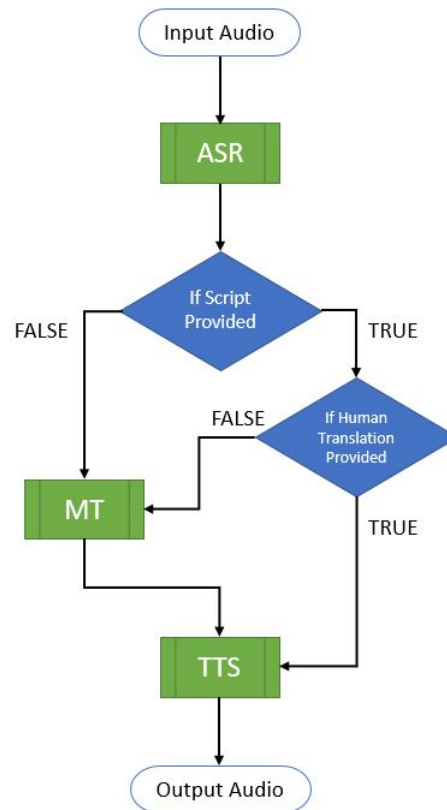 Input Audio
ASR
If Script
Provided
FALSE
TRUE
FALSE
If Human
Translation
Provided
MT
TRUE
TTS
Output Audio